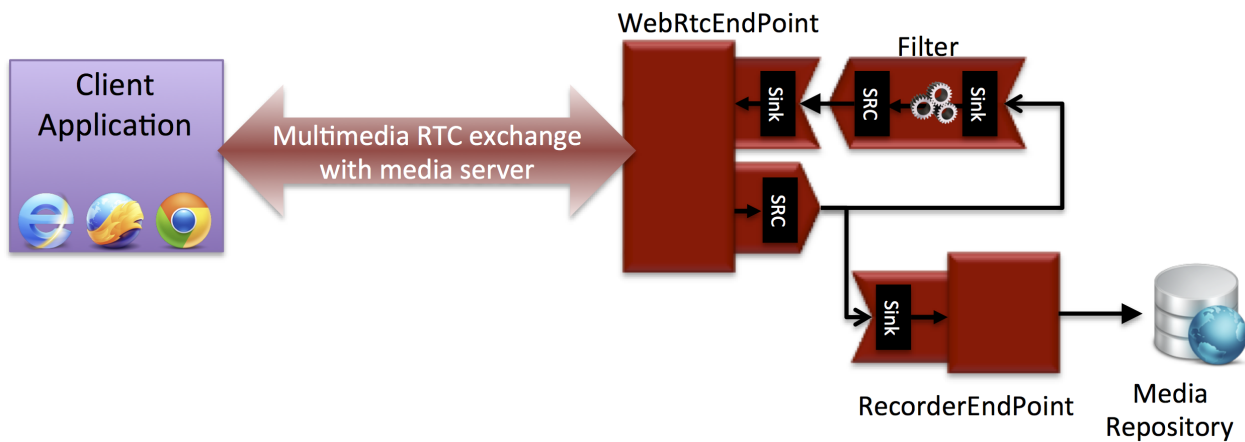 WebRtcEndPoint
Filter
Client
Application
Multimedia RTC exchange
with media server
Sink
SRC
Sink
SRC
Sink
RecorderEndPoint
Media
Repository